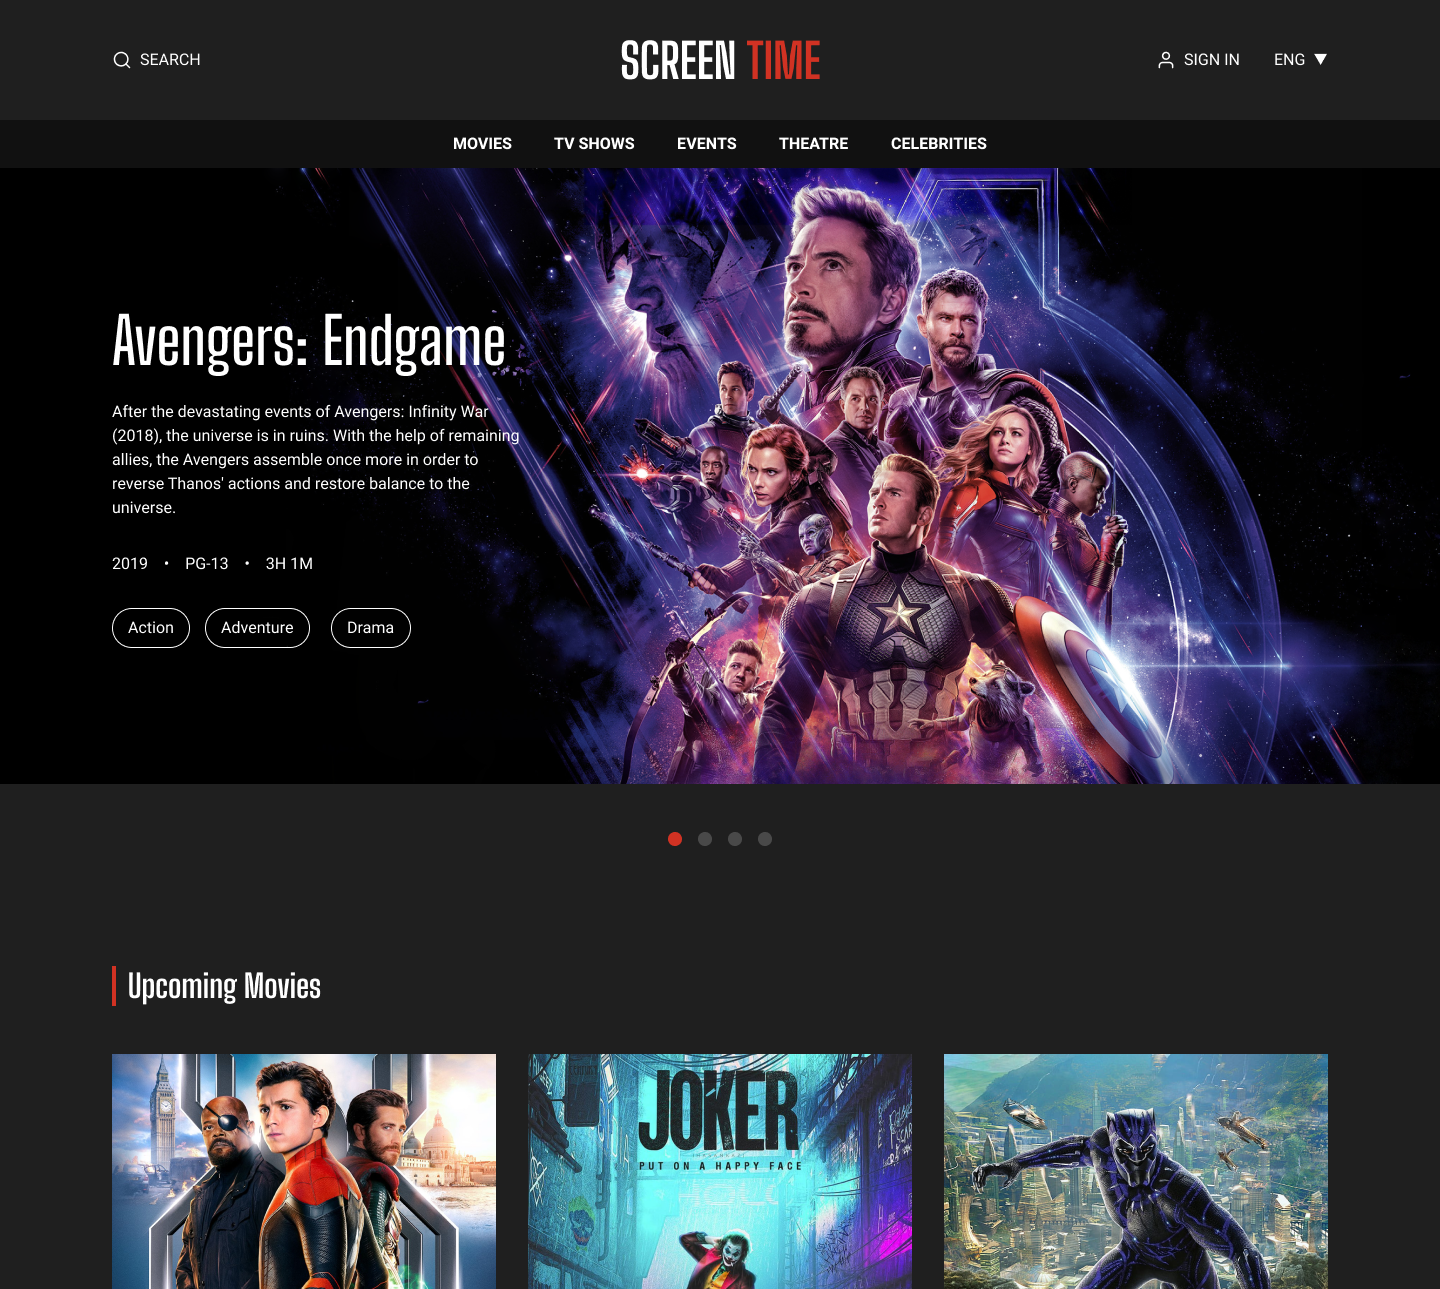 SEARCH
SCREEN TIME
SIGN IN
ENG
MOVIES
TV SHOWS
EVENTS
THEATRE
CELEBRITIES
Avengers: Endgame
After the devastating events of Avengers: Infinity War
(2018), the universe is in ruins. With the help of remaining
allies, the Avengers assemble once more in order to
reverse Thanos' actions and restore balance to the
universe.
2019 • PG-13 • 3H 1M
Action
Adventure
Drama
Upcoming Movies
JOKER
PUT ON A HAPPY FACE